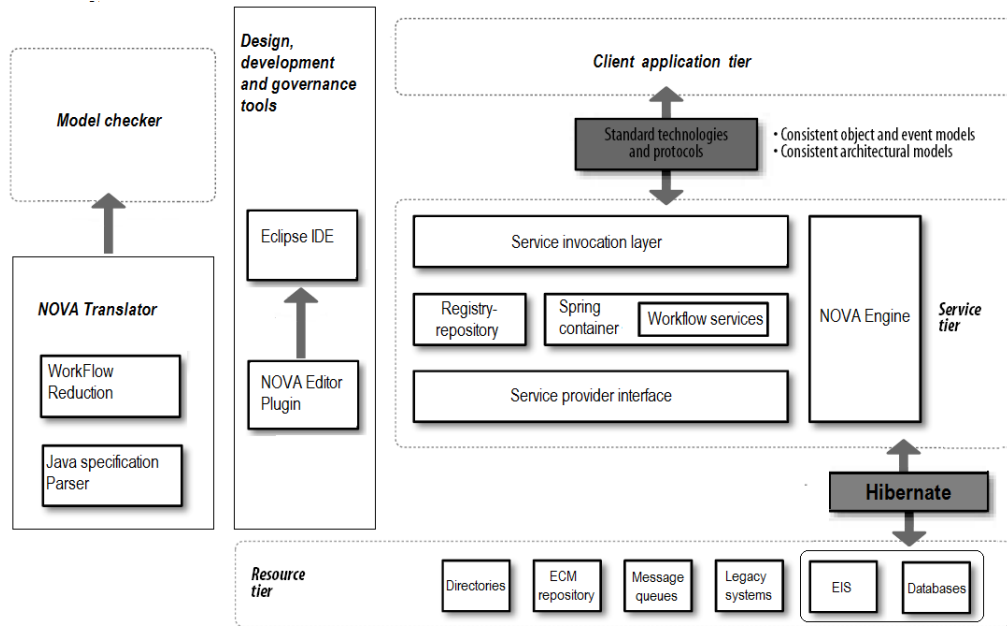 Model checker
NOVA Translator
WorkFlow
Reduction
Java specification
Parser
Design,
development
and governance
tools
Eclipse IDE
NOVA Editor
Plugin
Client application tier
Standard technologies
and protocols
• Consistent object and event models
• Consistent architectural models
Service invocation layer
Registry-
repository
Spring
container
Workflow services
Service provider interface
NOVA Engine
Service
tier
Hibernate
Resource
tier
Directories
ECM
repository
Message
queues
Legacy
systems
EIS
Databases